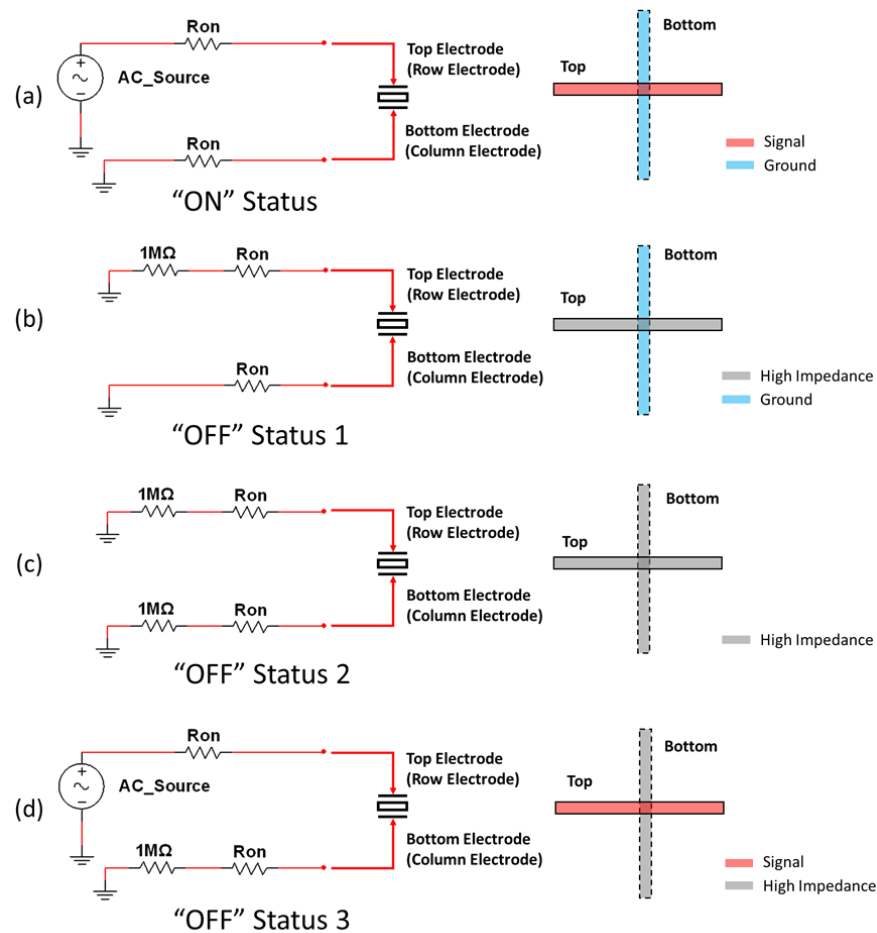 Ron
AC_Source
Top Electrode
(Row Electrode)
(a)
Ron
Bottom Electrode
(Column Electrode)
"ON" Status
Bottom
Top
Signal
Ground
1MΩ
Ron
Top Electrode
(Row Electrode)
(b)
Ron
Bottom Electrode
(Column Electrode)
"OFF" Status 1
Bottom
Top
High Impedance
Ground
1MΩ
Ron
Top Electrode
(Row Electrode)
(c)
1MΩ
Ron
Bottom Electrode
(Column Electrode)
"OFF" Status 2
Bottom
Top
High Impedance
Ron
AC_Source
Top Electrode
(Row Electrode)
(d)
1MΩ
Ron
Bottom Electrode
(Column Electrode)
"OFF" Status 3
Bottom
Top
Signal
High Impedance